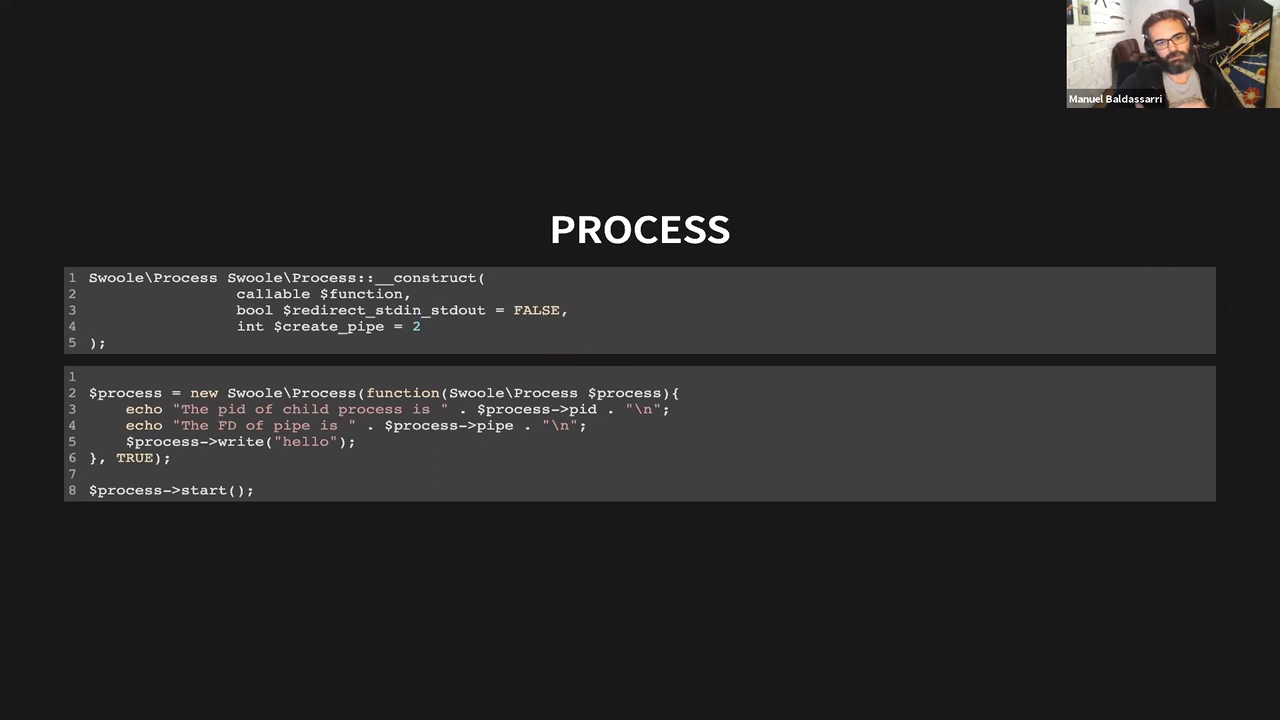 Manuel Baldassarri
PROCESS
1 Swoole\Process Swoole\Process::__construct(
2 callable $function,
3 bool $redirect_stdin_stdout = FALSE,
4 int $create_pipe = 2
5 );
1
2 $process = new Swoole\Process(function(Swoole\Process $process){
3 echo "The pid of child process is " . $process->pid . "\n";
4 echo "The FD of pipe is " . $process->pipe . "\n";
5 $process->write("hello");
6 }, TRUE);
7
8 $process->start();